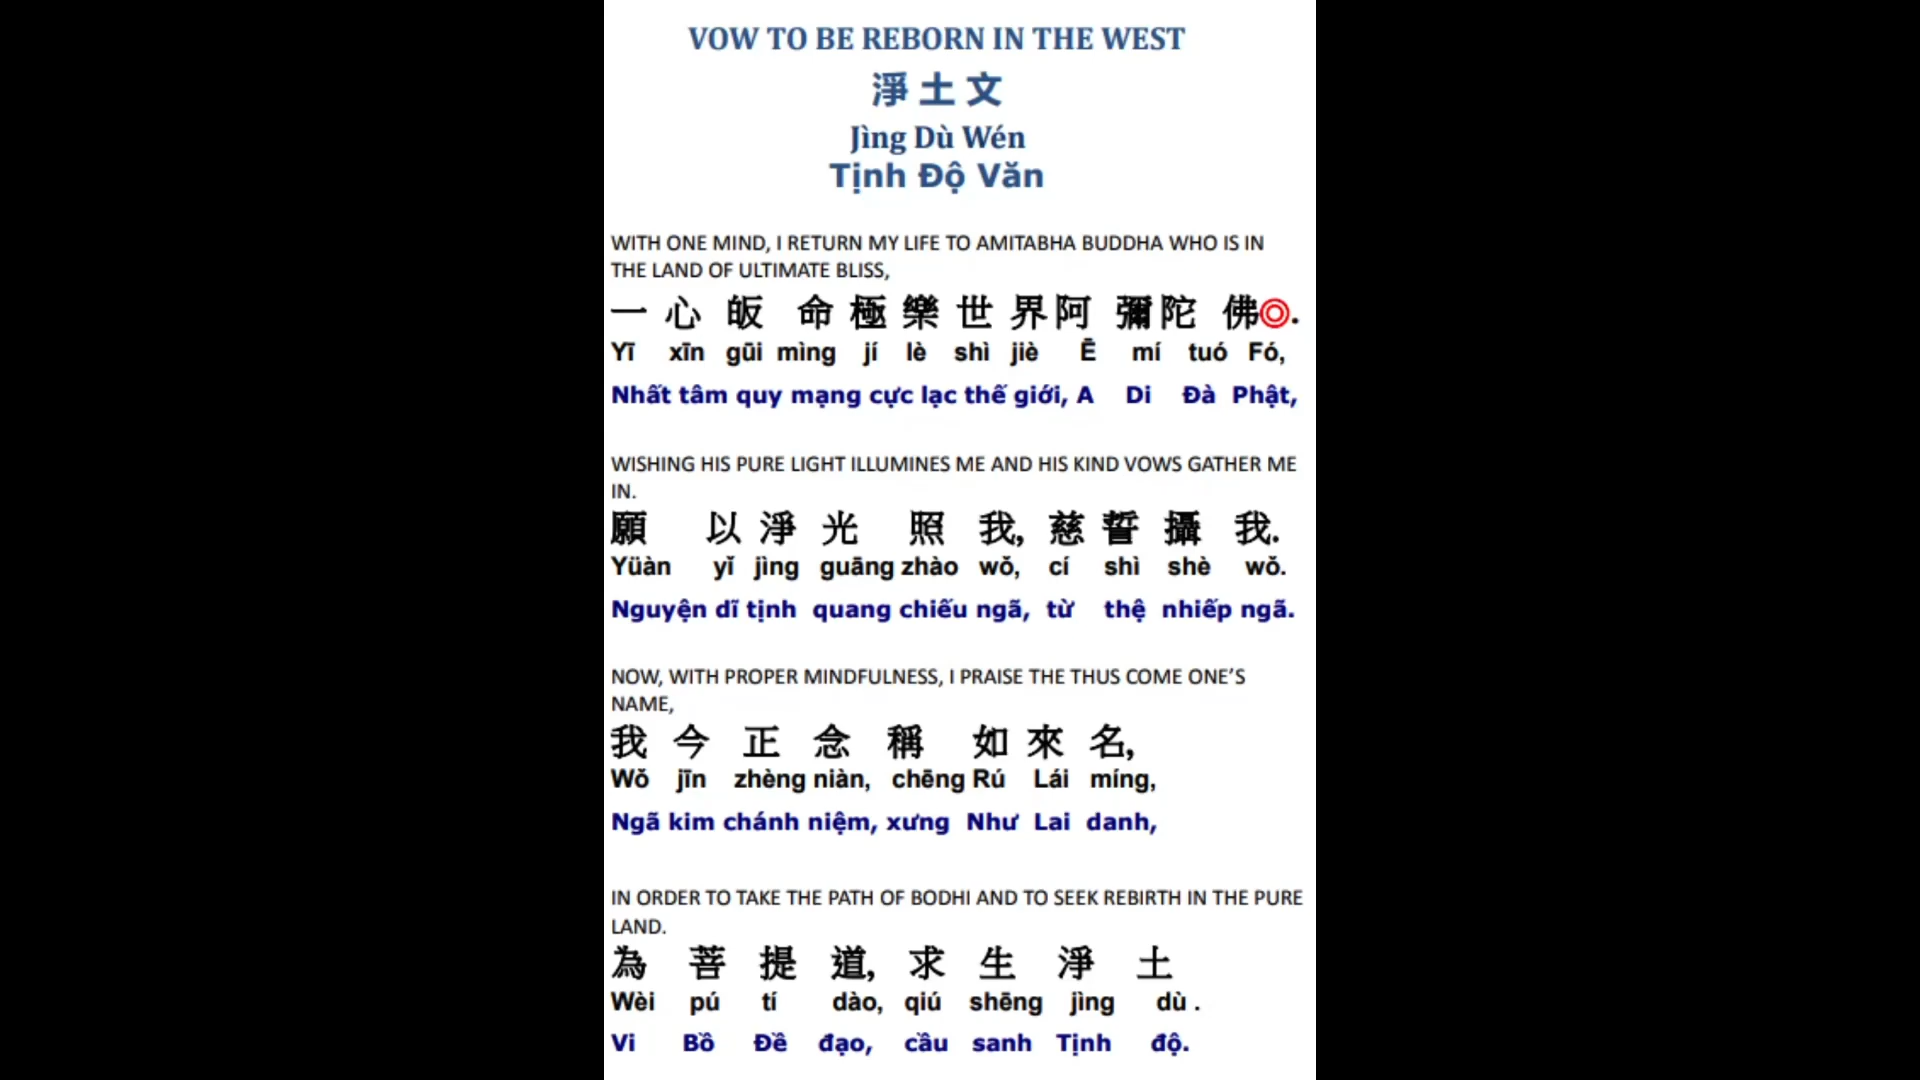 VOW TO BE REBORN IN THE WEST
淨土文
Jìng Dù Wén
Tịnh Độ Văn
WITH ONE MIND, I RETURN MY LIFE TO AMITABHA BUDDHA WHO IS IN
THE LAND OF ULTIMATE BLISS,
一心皈命極樂世界阿彌陀佛◎.
Yī xīn gūi mìng jí lè shì jiè Ē mí tuó Fó,
Nhất tâm quy mạng cực lạc thế giới, A Di Đà Phật,
WISHING HIS PURE LIGHT ILLUMINES ME AND HIS KIND VOWS GATHER ME
IN.
願以淨光照我, 慈誓攝我.
Yüàn yǐ jìng guāng zhào wǒ, cí shì shè wǒ.
Nguyện dĩ tịnh quang chiếu ngã, từ thệ nhiếp ngã.
NOW, WITH PROPER MINDFULNESS, I PRAISE THE THUS COME ONE’S
NAME,
我今正念稱如來名,
Wǒ jīn zhèng niàn, chēng Rú Lái míng,
Ngã kim chánh niệm, xưng Như Lai danh,
IN ORDER TO TAKE THE PATH OF BODHI AND TO SEEK REBIRTH IN THE PURE
LAND.
為菩提道, 求生淨土
Wèi pú tí dào, qiú shēng jìng dù .
Vi Bồ Đề đạo, cầu sanh Tịnh độ.